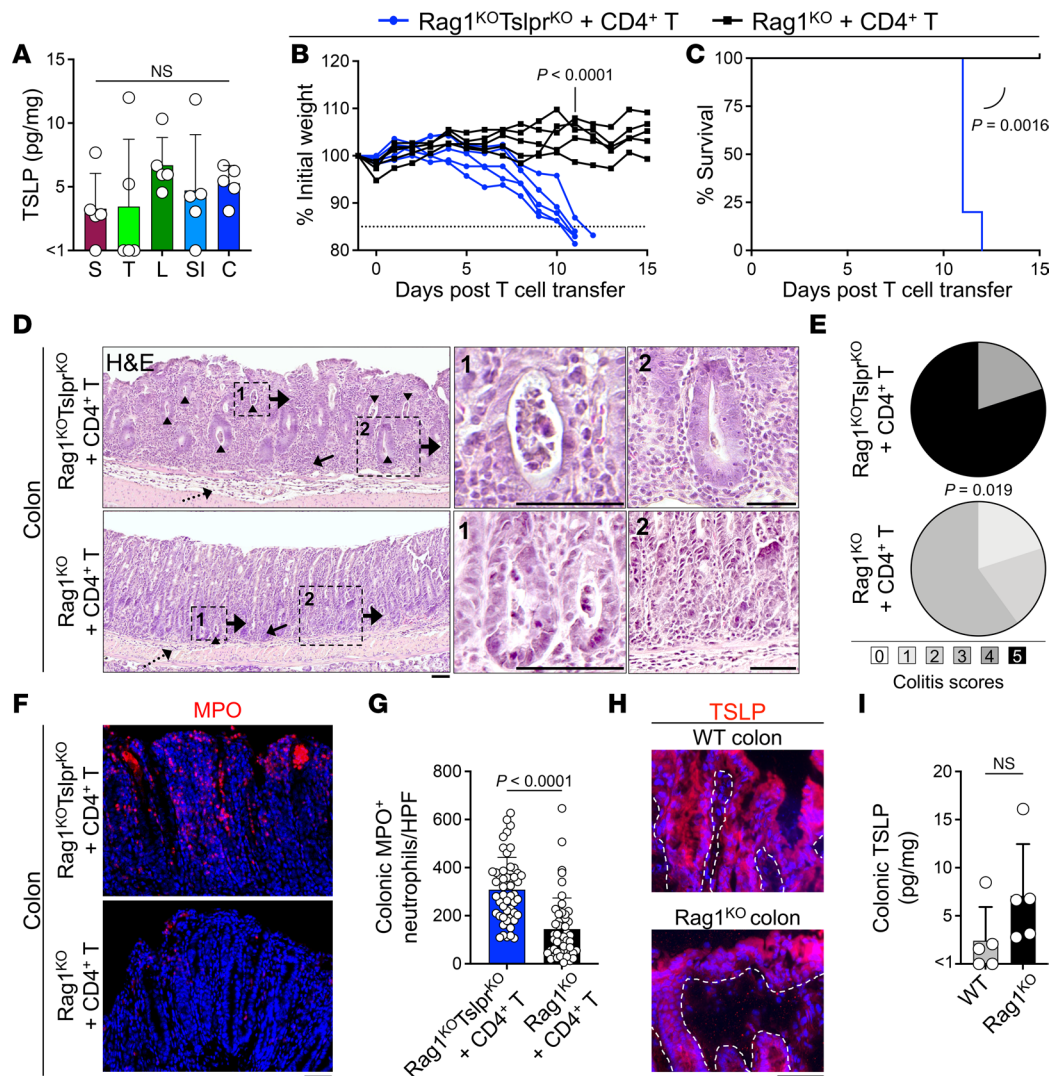 Rag1KOTslprKO + CD4+ T
Rag1KO + CD4+ T
A
TSLP (pg/mg)
15
10
5
<1
NS
S T L SI C
B
% Initial weight
120
110
100
90
80
P < 0.0001
0 5 10 15
Days post T cell transfer
C
% Survival
100
75
50
25
0
P = 0.0016
0 5 10 15
Days post T cell transfer
D
Colon
Rag1KOTslprKO
+ CD4+ T
H&E
1
2
1
2
Rag1KO
+ CD4+ T
1
2
1
2
E
Rag1KOTslprKO
+ CD4+ T
P = 0.019
Rag1KO
+ CD4+ T
0 1 2 3 4 5
Colitis scores
F
MPO
Colon
Rag1KOTslprKO
+ CD4+ T
Rag1KO
+ CD4+ T
G
Colonic MPO+
neutrophils/HPF
800
600
400
200
0
P < 0.0001
Rag1KOTslprKO
+ CD4+ T
Rag1KO
+ CD4+ T
H
TSLP
WT colon
Rag1KO colon
I
Colonic TSLP
(pg/mg)
20
15
10
5
<1
NS
WT
Rag1KO